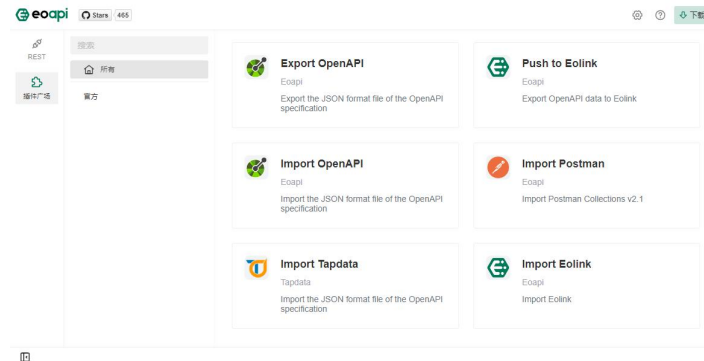 eoapi Stars 465 下载
REST
插件广场
搜索
所有
官方
Export OpenAPI
Eoapi
Export the JSON format file of the OpenAPI
specification
Push to Eolink
Eoapi
Export OpenAPI data to Eolink
Import OpenAPI
Eoapi
Import the JSON format file of the OpenAPI
specification
Import Postman
Eoapi
Import Postman Collections v2.1
Import Tapdata
Tapdata
Import the JSON format file of the OpenAPI
specification
Import Eolink
Eoapi
Import Eolink